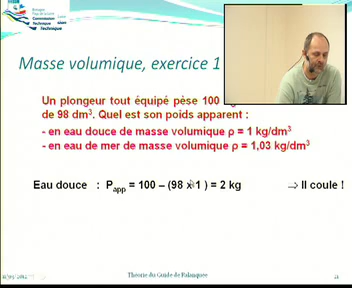 Commission
Technique
Masse volumique, exercice 1
Un plongeur tout équipé pèse 100
de 98 dm³. Quel est son poids apparent :
- en eau douce de masse volumique ρ = 1 kg/dm³
- en eau de mer de masse volumique ρ = 1,03 kg/dm³
Eau douce : Papp = 100 – (98 x 1 ) = 2 kg ⇒ Il coule !
Théorie du Guide de Palanquée